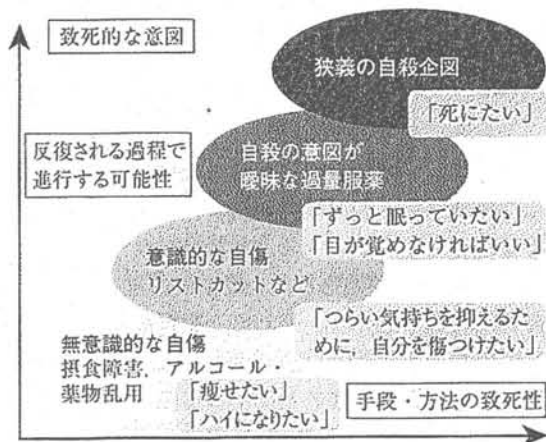 致死的な意図
狭義の自殺企図
「死にたい」
反復される過程で
進行する可能性
自殺の意図が
曖昧な過量服薬
「ずっと眠っていたい」
「目が覚めなければいい」
意識的な自傷
リストカットなど
「つらい気持ちを抑えるた
めに，自分を傷つけたい」
無意識的な自傷
摂食障害，アルコール・
薬物乱用
「痩せたい」
「ハイになりたい」
手段・方法の致死性